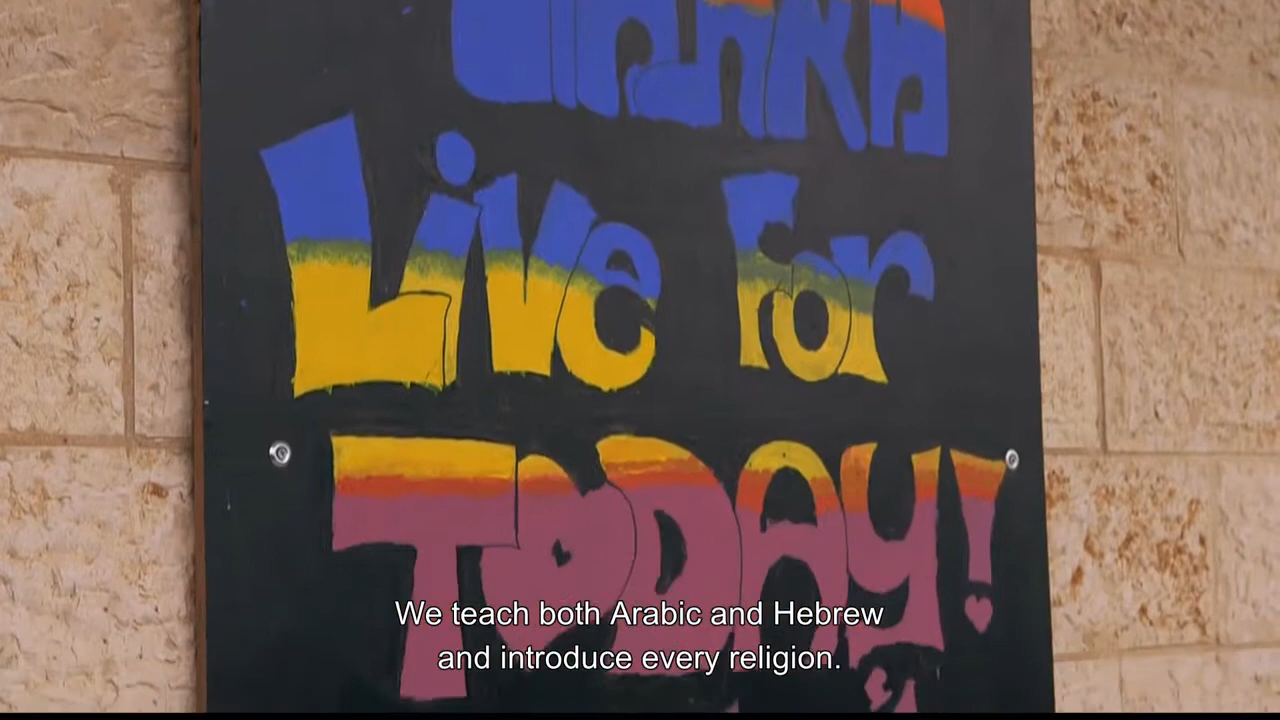 Live for
TODAY!
We teach both Arabic and Hebrew
and introduce every religion.